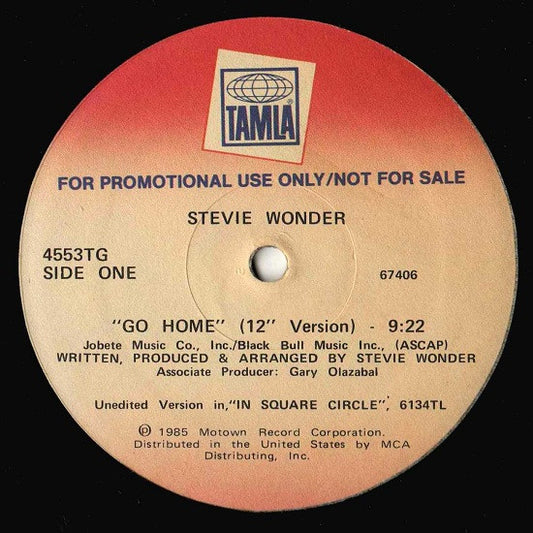 TAMLA®
FOR PROMOTIONAL USE ONLY/NOT FOR SALE
STEVIE WONDER
4553TG
SIDE ONE
67406
"GO HOME" (12" Version) - 9:22
Jobete Music Co., Inc./Black Bull Music Inc., (ASCAP)
WRITTEN, PRODUCED & ARRANGED BY STEVIE WONDER
Associate Producer: Gary Olazabal
Unedited Version in,"IN SQUARE CIRCLE", 6134TL
℗ 1985 Motown Record Corporation.
Distributed in the United States by MCA
Distributing, Inc.